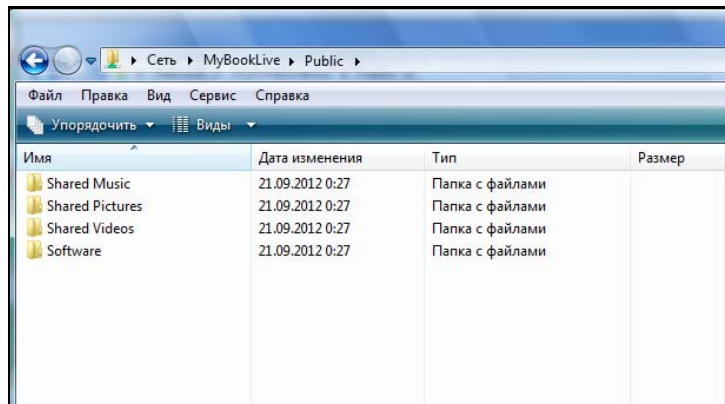 Сеть MyBookLive Public
Файл Правка Вид Сервис Справка
Упорядочить Виды
Имя Дата изменения Тип Размер
Shared Music 21.09.2012 0:27 Папка с файлами
Shared Pictures 21.09.2012 0:27 Папка с файлами
Shared Videos 21.09.2012 0:27 Папка с файлами
Software 21.09.2012 0:27 Папка с файлами